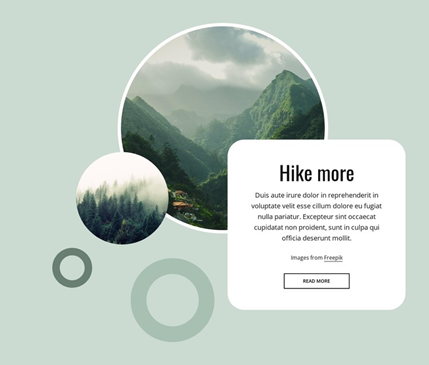 Hike more
Duis aute irure dolor in reprehenderit in
voluptate velit esse cillum dolore eu fugiat
nulla pariatur. Excepteur sint occaecat
cupidatat non proident, sunt in culpa qui
officia deserunt mollit.
Images from Freepik
READ MORE